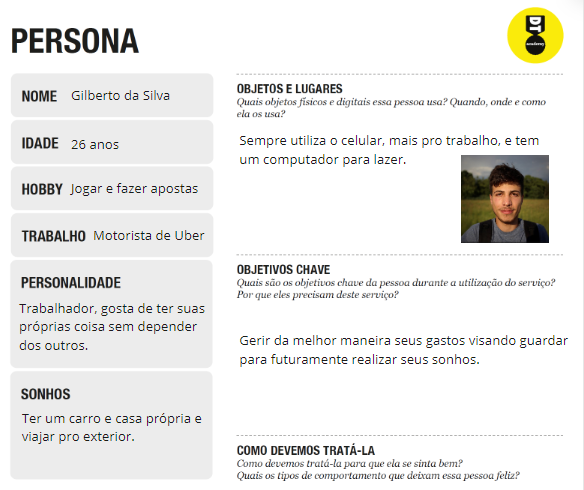 PERSONA
DT
academy
NOME Gilberto da Silva
IDADE 26 anos
HOBBY Jogar e fazer apostas
TRABALHO Motorista de Uber
PERSONALIDADE
Trabalhador, gosta de ter suas
próprias coisa sem depender
dos outros.
SONHOS
Ter um carro e casa própria e
viajar pro exterior.
OBJETOS E LUGARES
Quais objetos físicos e digitais essa pessoa usa? Quando, onde e como
ela os usa?
Sempre utiliza o celular, mais pro trabalho, e tem
um computador para lazer.
OBJETIVOS CHAVE
Quais são os objetivos chave da pessoa durante a utilização do serviço?
Por que eles precisam deste serviço?
Gerir da melhor maneira seus gastos visando guardar
para futuramente realizar seus sonhos.
COMO DEVEMOS TRATÁ-LA
Como devemos tratá-la para que ela se sinta bem?
Quais os tipos de comportamento que deixam essa pessoa feliz?